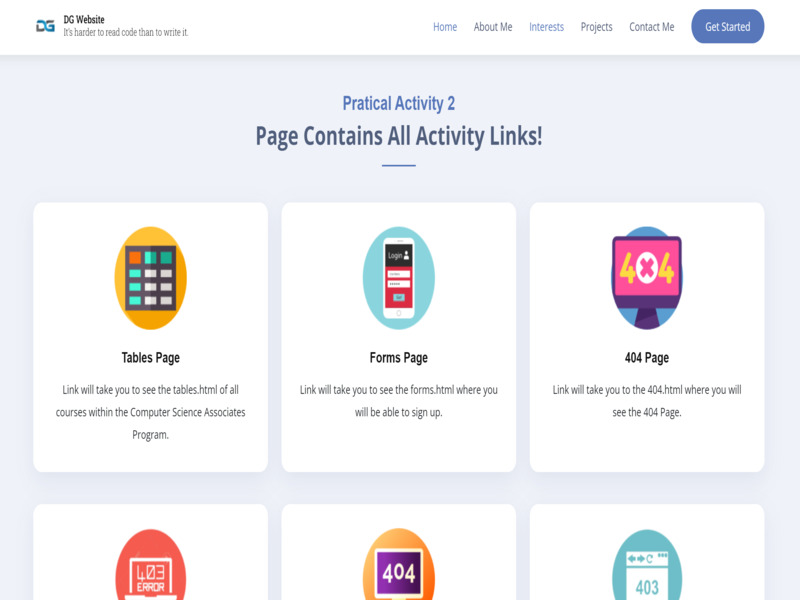 DG
DG Website
It's harder to read code than to write it.
Home
About Me
Interests
Projects
Contact Me
Get Started
Pratical Activity 2
Page Contains All Activity Links!
Login
404
Tables Page
Forms Page
404 Page
Link will take you to see the tables.html of all
courses within the Computer Science Associates
Program.
Link will take you to see the forms.html where you
will be able to sign up.
Link will take you to the 404.html where you will
see the 404 Page.
403
ERROR
404
403